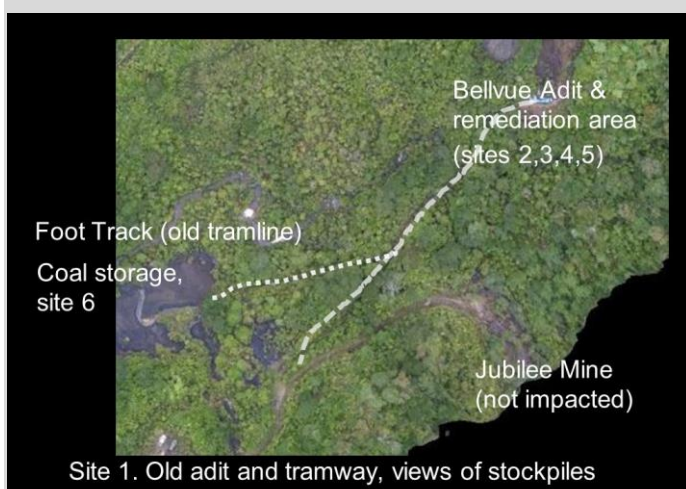 Bellvue Adit &
remediation area
(sites 2,3,4,5)
Foot Track (old tramline)
Coal storage,
site 6
Jubilee Mine
(not impacted)
Site 1. Old adit and tramway, views of stockpiles